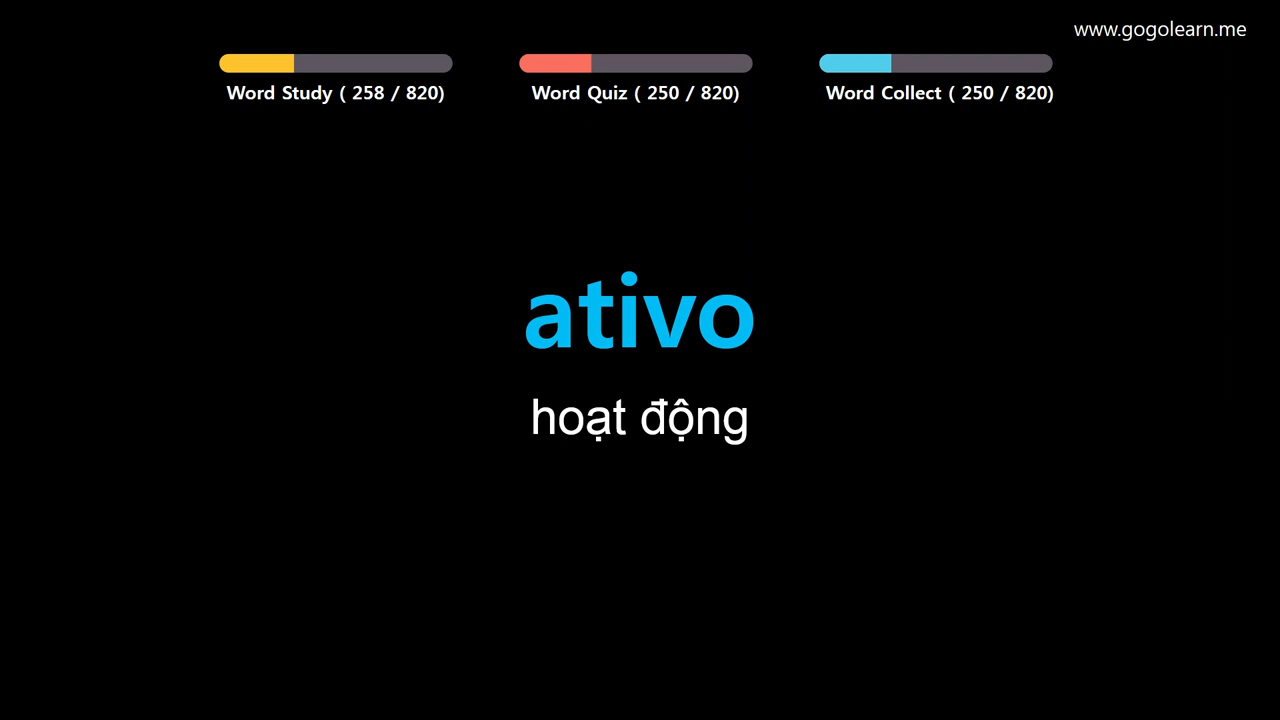 www.gogolearn.me
Word Study ( 258 / 820)
Word Quiz ( 250 / 820)
Word Collect ( 250 / 820)
ativo
hoạt động